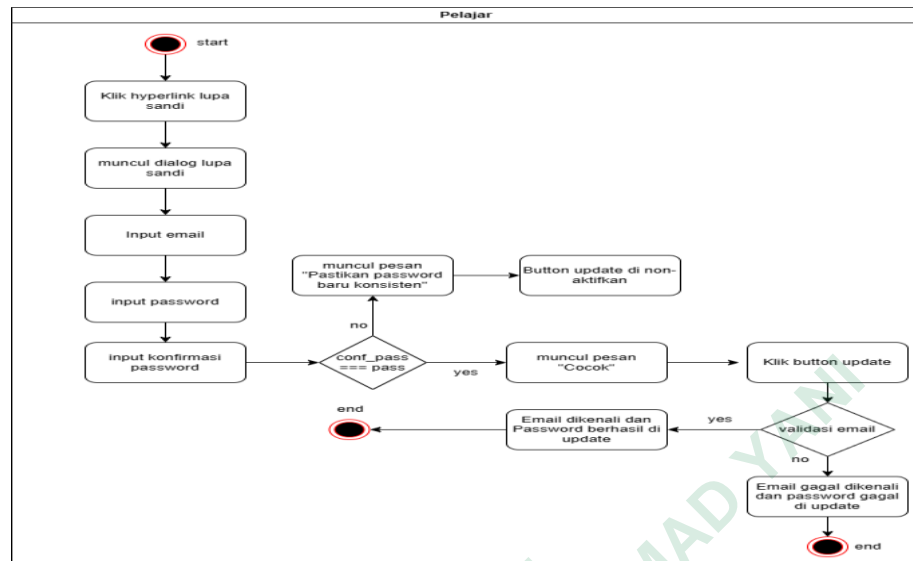 Pelajar
start
Klik hyperlink lupa
sandi
muncul dialog lupa
sandi
Input email
input password
input konfirmasi
password
muncul pesan
"Pastikan password
baru konsisten"
Button update di non-
aktifkan
no
conf_pass
=== pass
yes
muncul pesan
"Cocok"
Klik button update
validasi email
yes
Email dikenali dan
Password berhasil di
update
end
no
Email gagal dikenali
dan password gagal
di update
end
MAD YANI